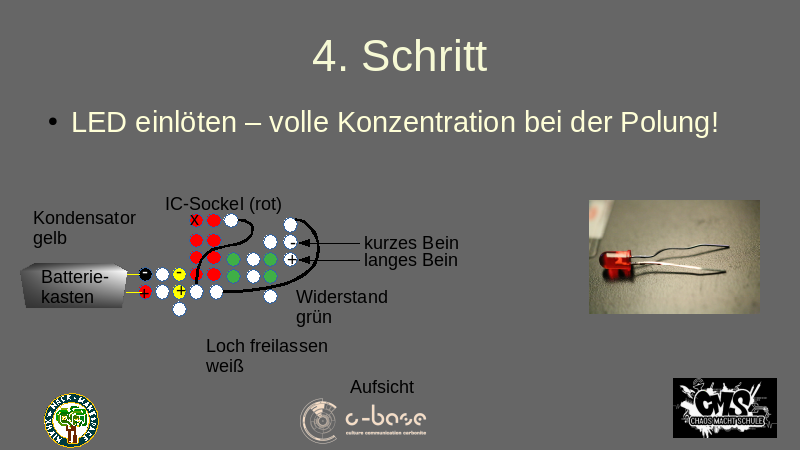 4. Schritt
• LED einlöten – volle Konzentration bei der Polung!
IC-Sockel (rot)
x
Kondensator
gelb
kurzes Bein
langes Bein
-
+
Batterie-
kasten
-
-
+
+
Widerstand
grün
Loch freilassen
weiß
Aufsicht
c-base
culture communication carbonite
CMS
CHAOS MACHT SCHULE